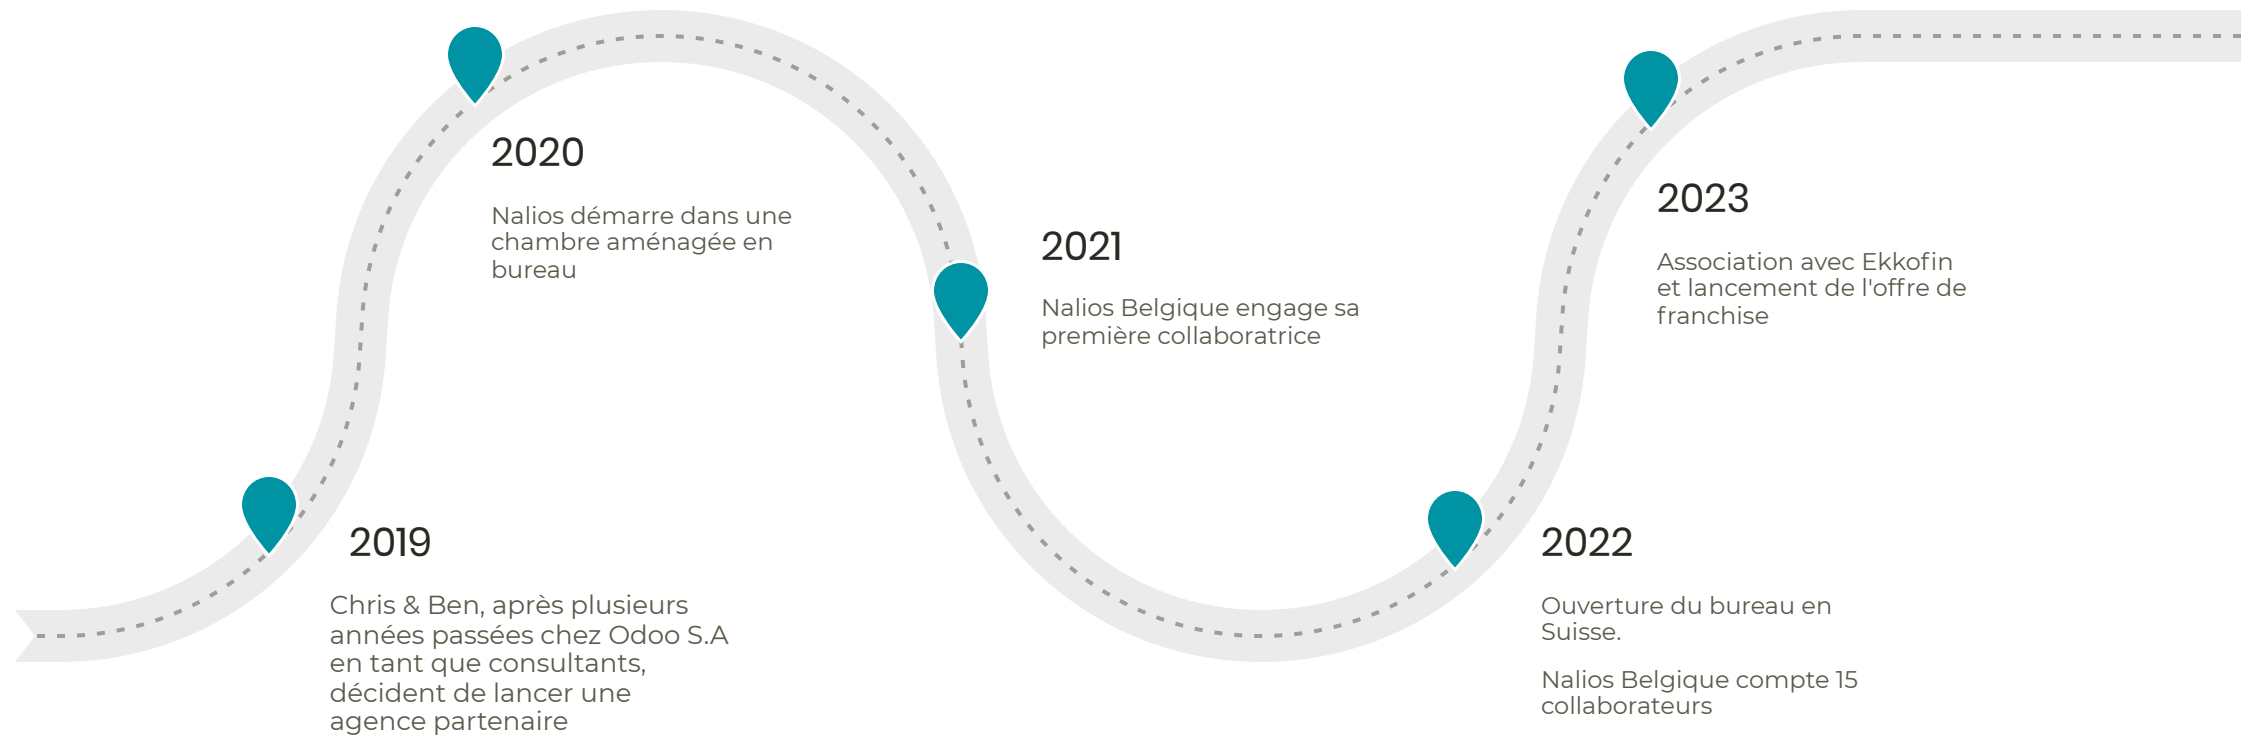 2019
Chris & Ben, après plusieurs
années passées chez Odoo S.A
en tant que consultants,
décident de lancer une
agence partenaire
2020
Nalios démarre dans une
chambre aménagée en
bureau
2021
Nalios Belgique engage sa
première collaboratrice
2022
Ouverture du bureau en
Suisse.
Nalios Belgique compte 15
collaborateurs
2023
Association avec Ekkofin
et lancement de l'offre de
franchise